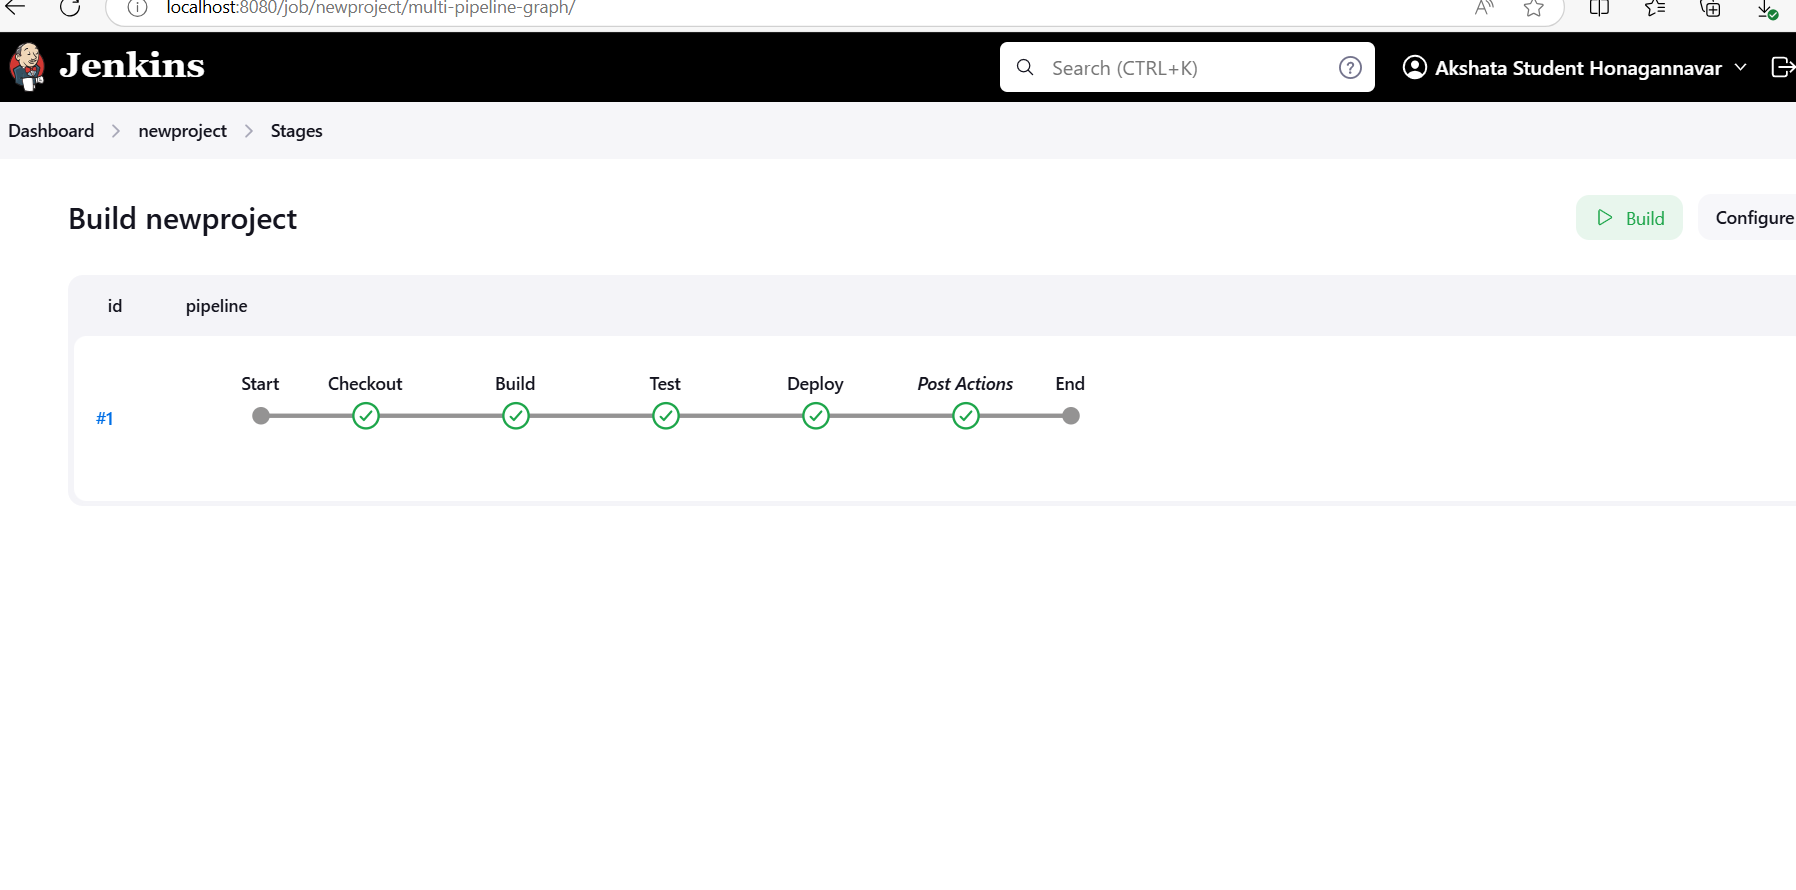 localhost:8080/job/newproject/multi-pipeline-graph/
Jenkins
Search (CTRL+K)
Akshata Student Honagannavar
Dashboard > newproject > Stages
Build newproject
Build
Configure
id pipeline
Start Checkout Build Test Deploy Post Actions End
#1